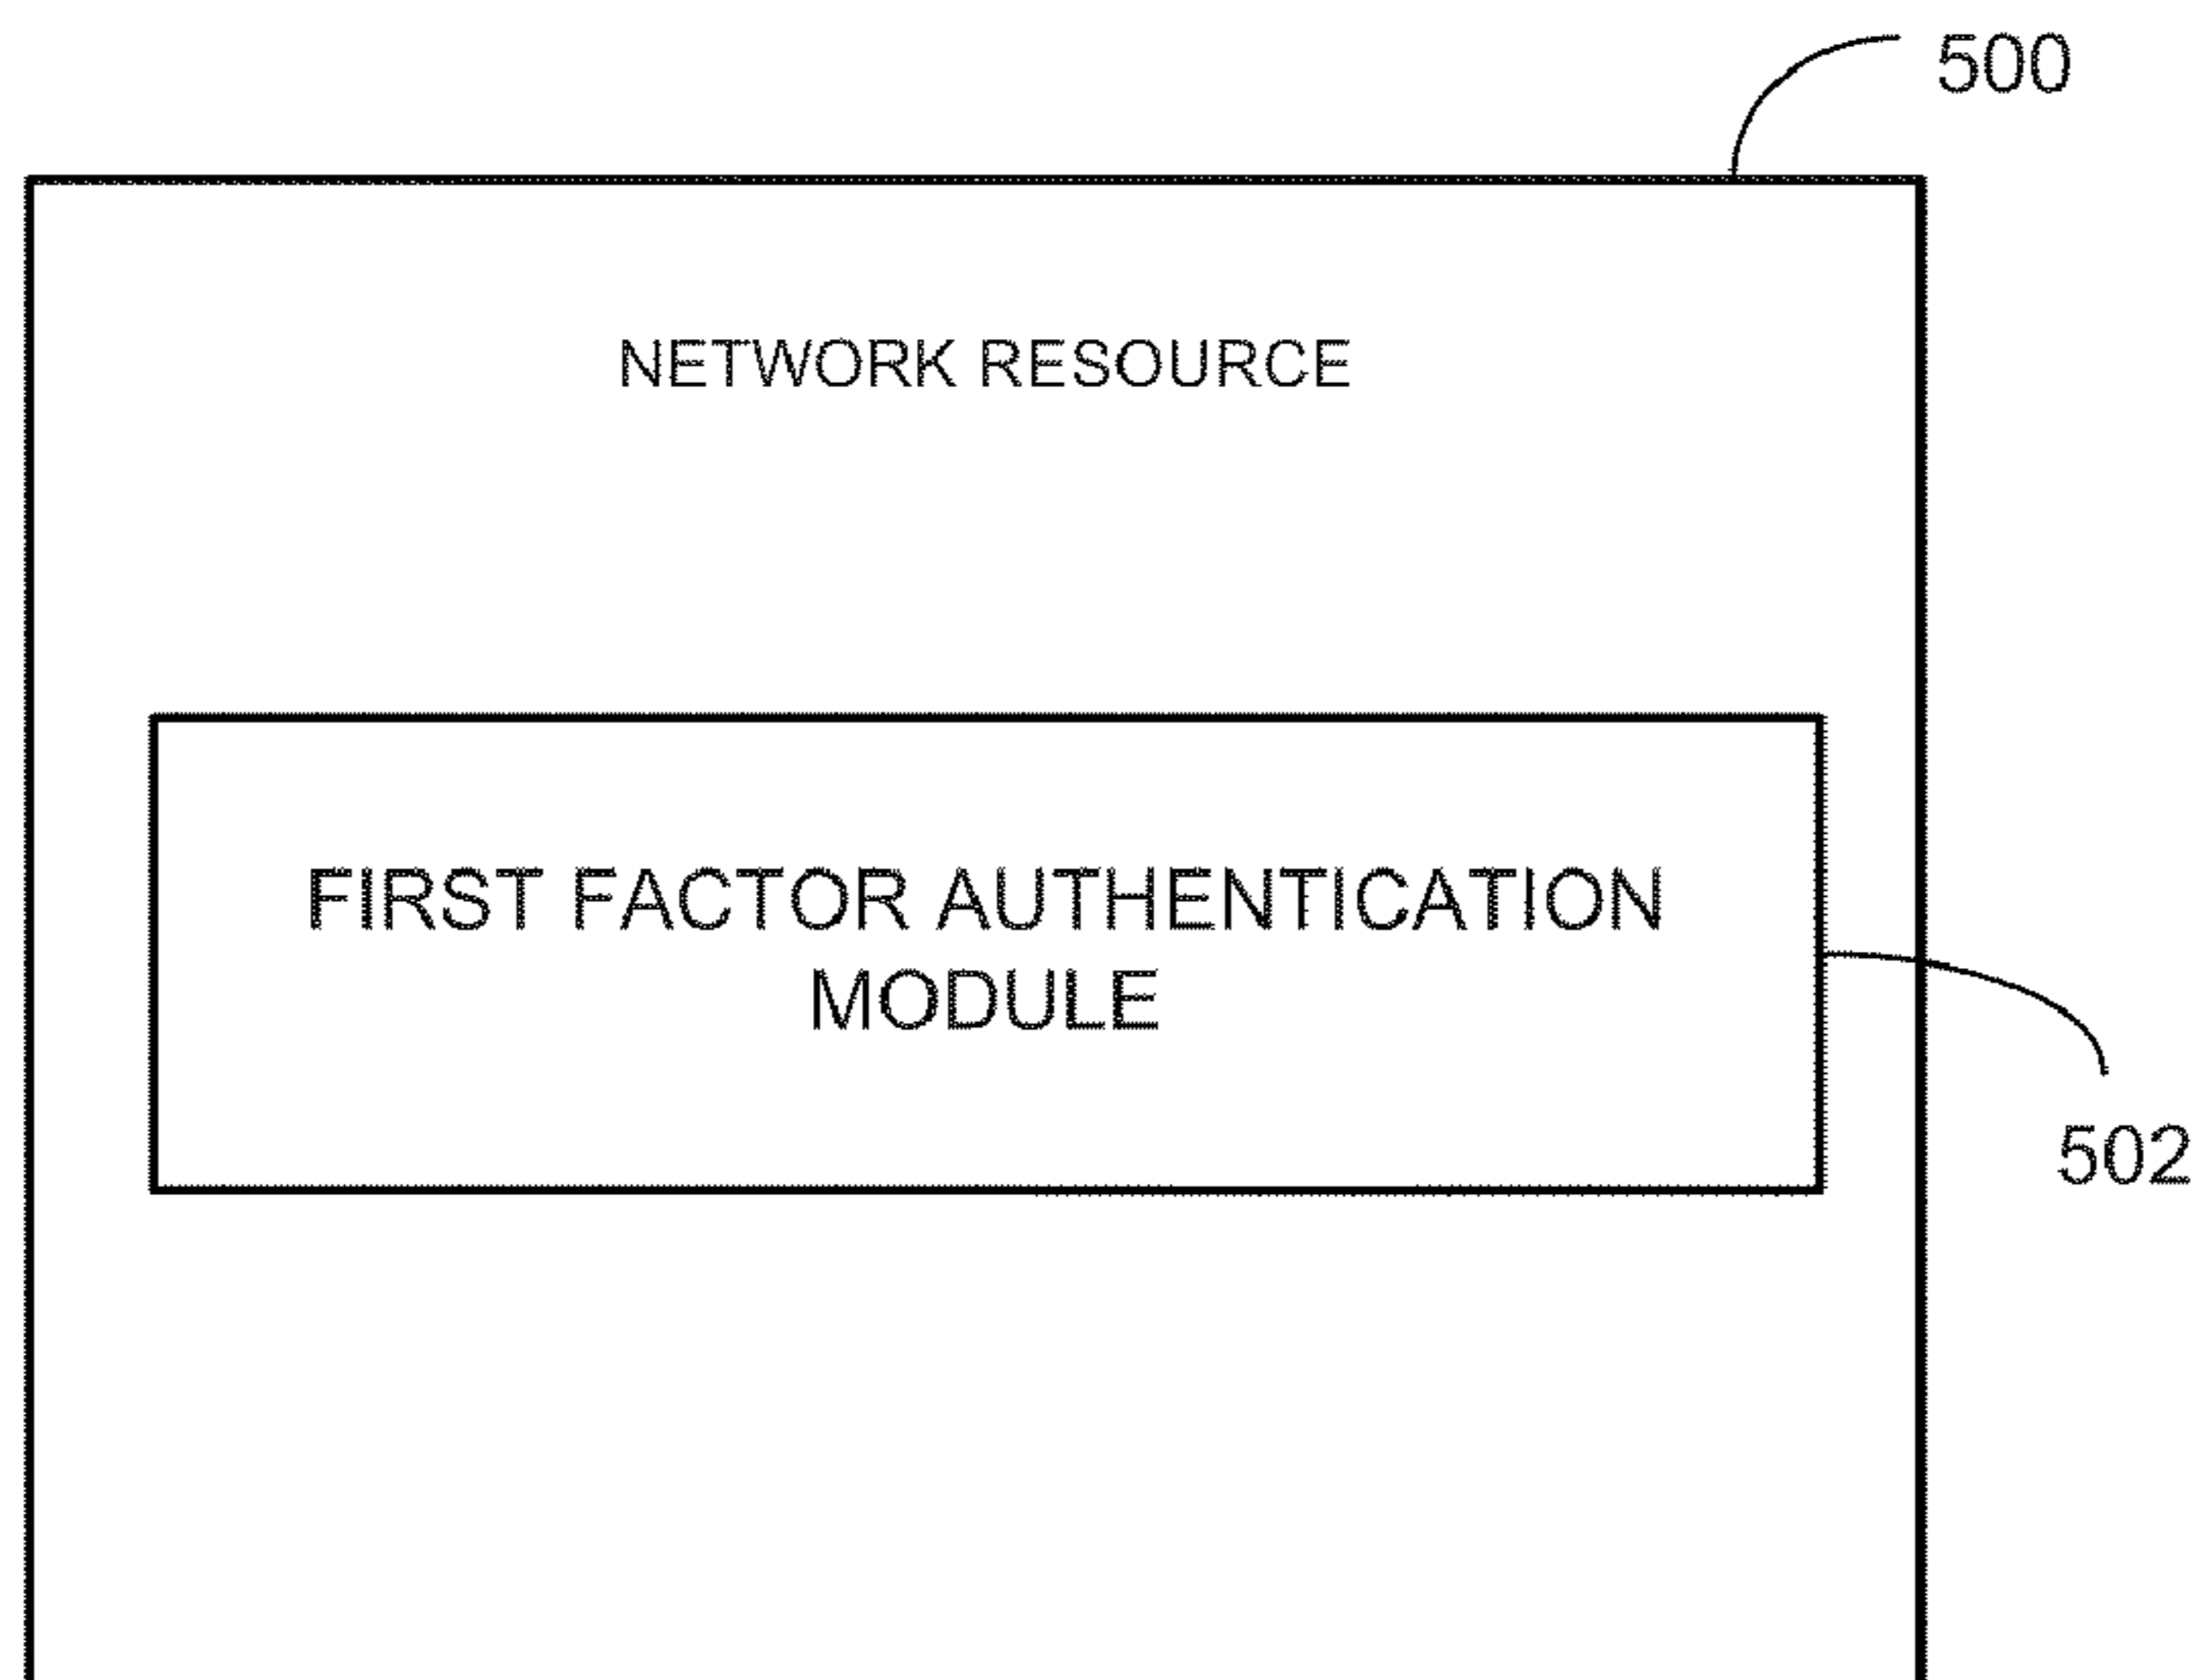 500
NETWORK RESOURCE
FIRST FACTOR AUTHENTICATION
MODULE
502